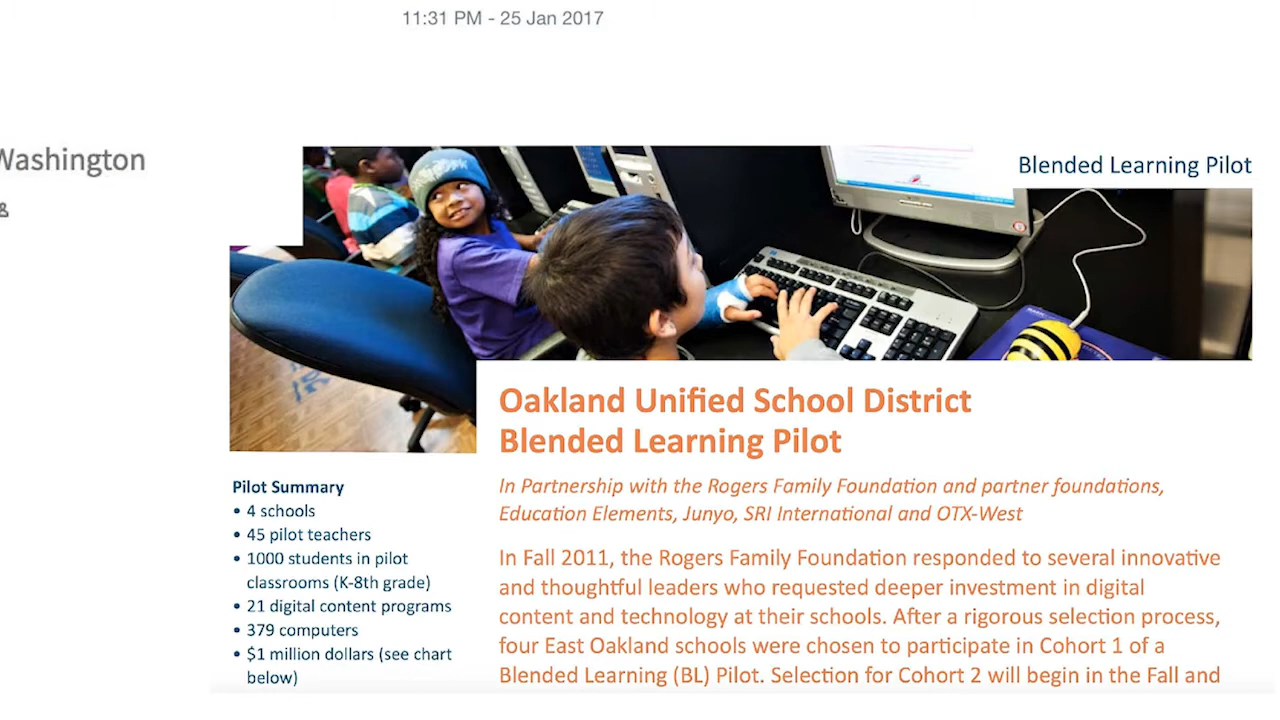 11:31 PM - 25 Jan 2017
Washington
Blended Learning Pilot
Oakland Unified School District
Blended Learning Pilot
In Partnership with the Rogers Family Foundation and partner foundations,
Education Elements, Junyo, SRI International and OTX-West
Pilot Summary
• 4 schools
• 45 pilot teachers
• 1000 students in pilot
classrooms (K-8th grade)
• 21 digital content programs
• 379 computers
• $1 million dollars (see chart
below)
In Fall 2011, the Rogers Family Foundation responded to several innovative
and thoughtful leaders who requested deeper investment in digital
content and technology at their schools. After a rigorous selection process,
four East Oakland schools were chosen to participate in Cohort 1 of a
Blended Learning (BL) Pilot. Selection for Cohort 2 will begin in the Fall and